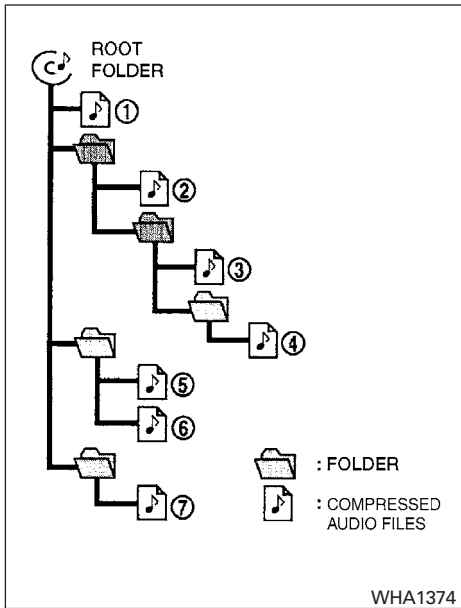 ROOT
FOLDER
①
②
③
④
⑤
⑥
⑦
: FOLDER
: COMPRESSED
AUDIO FILES
WHA1374